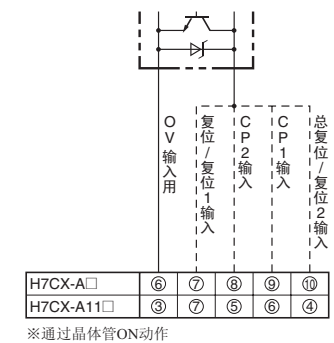 0V输入用
复位/复位1输入
CP2输入
CP1输入
总复位/复位2输入
H7CX-A□ ⑥ ⑦ ⑧ ⑨ ⑩
H7CX-A11□ ③ ⑦ ⑤ ⑥ ④
※通过晶体管ON动作